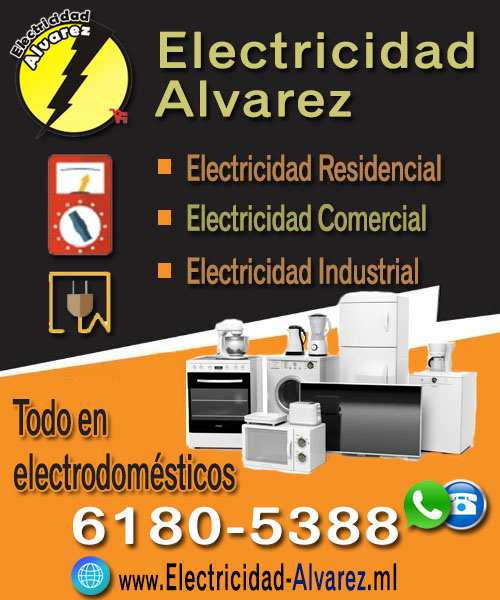 Electricidad
Alvarez
Electricidad
Alvarez
Electricidad Residencial
Electricidad Comercial
Electricidad Industrial
Todo en
electrodomésticos
6180-5388
www.Electricidad-Alvarez.ml